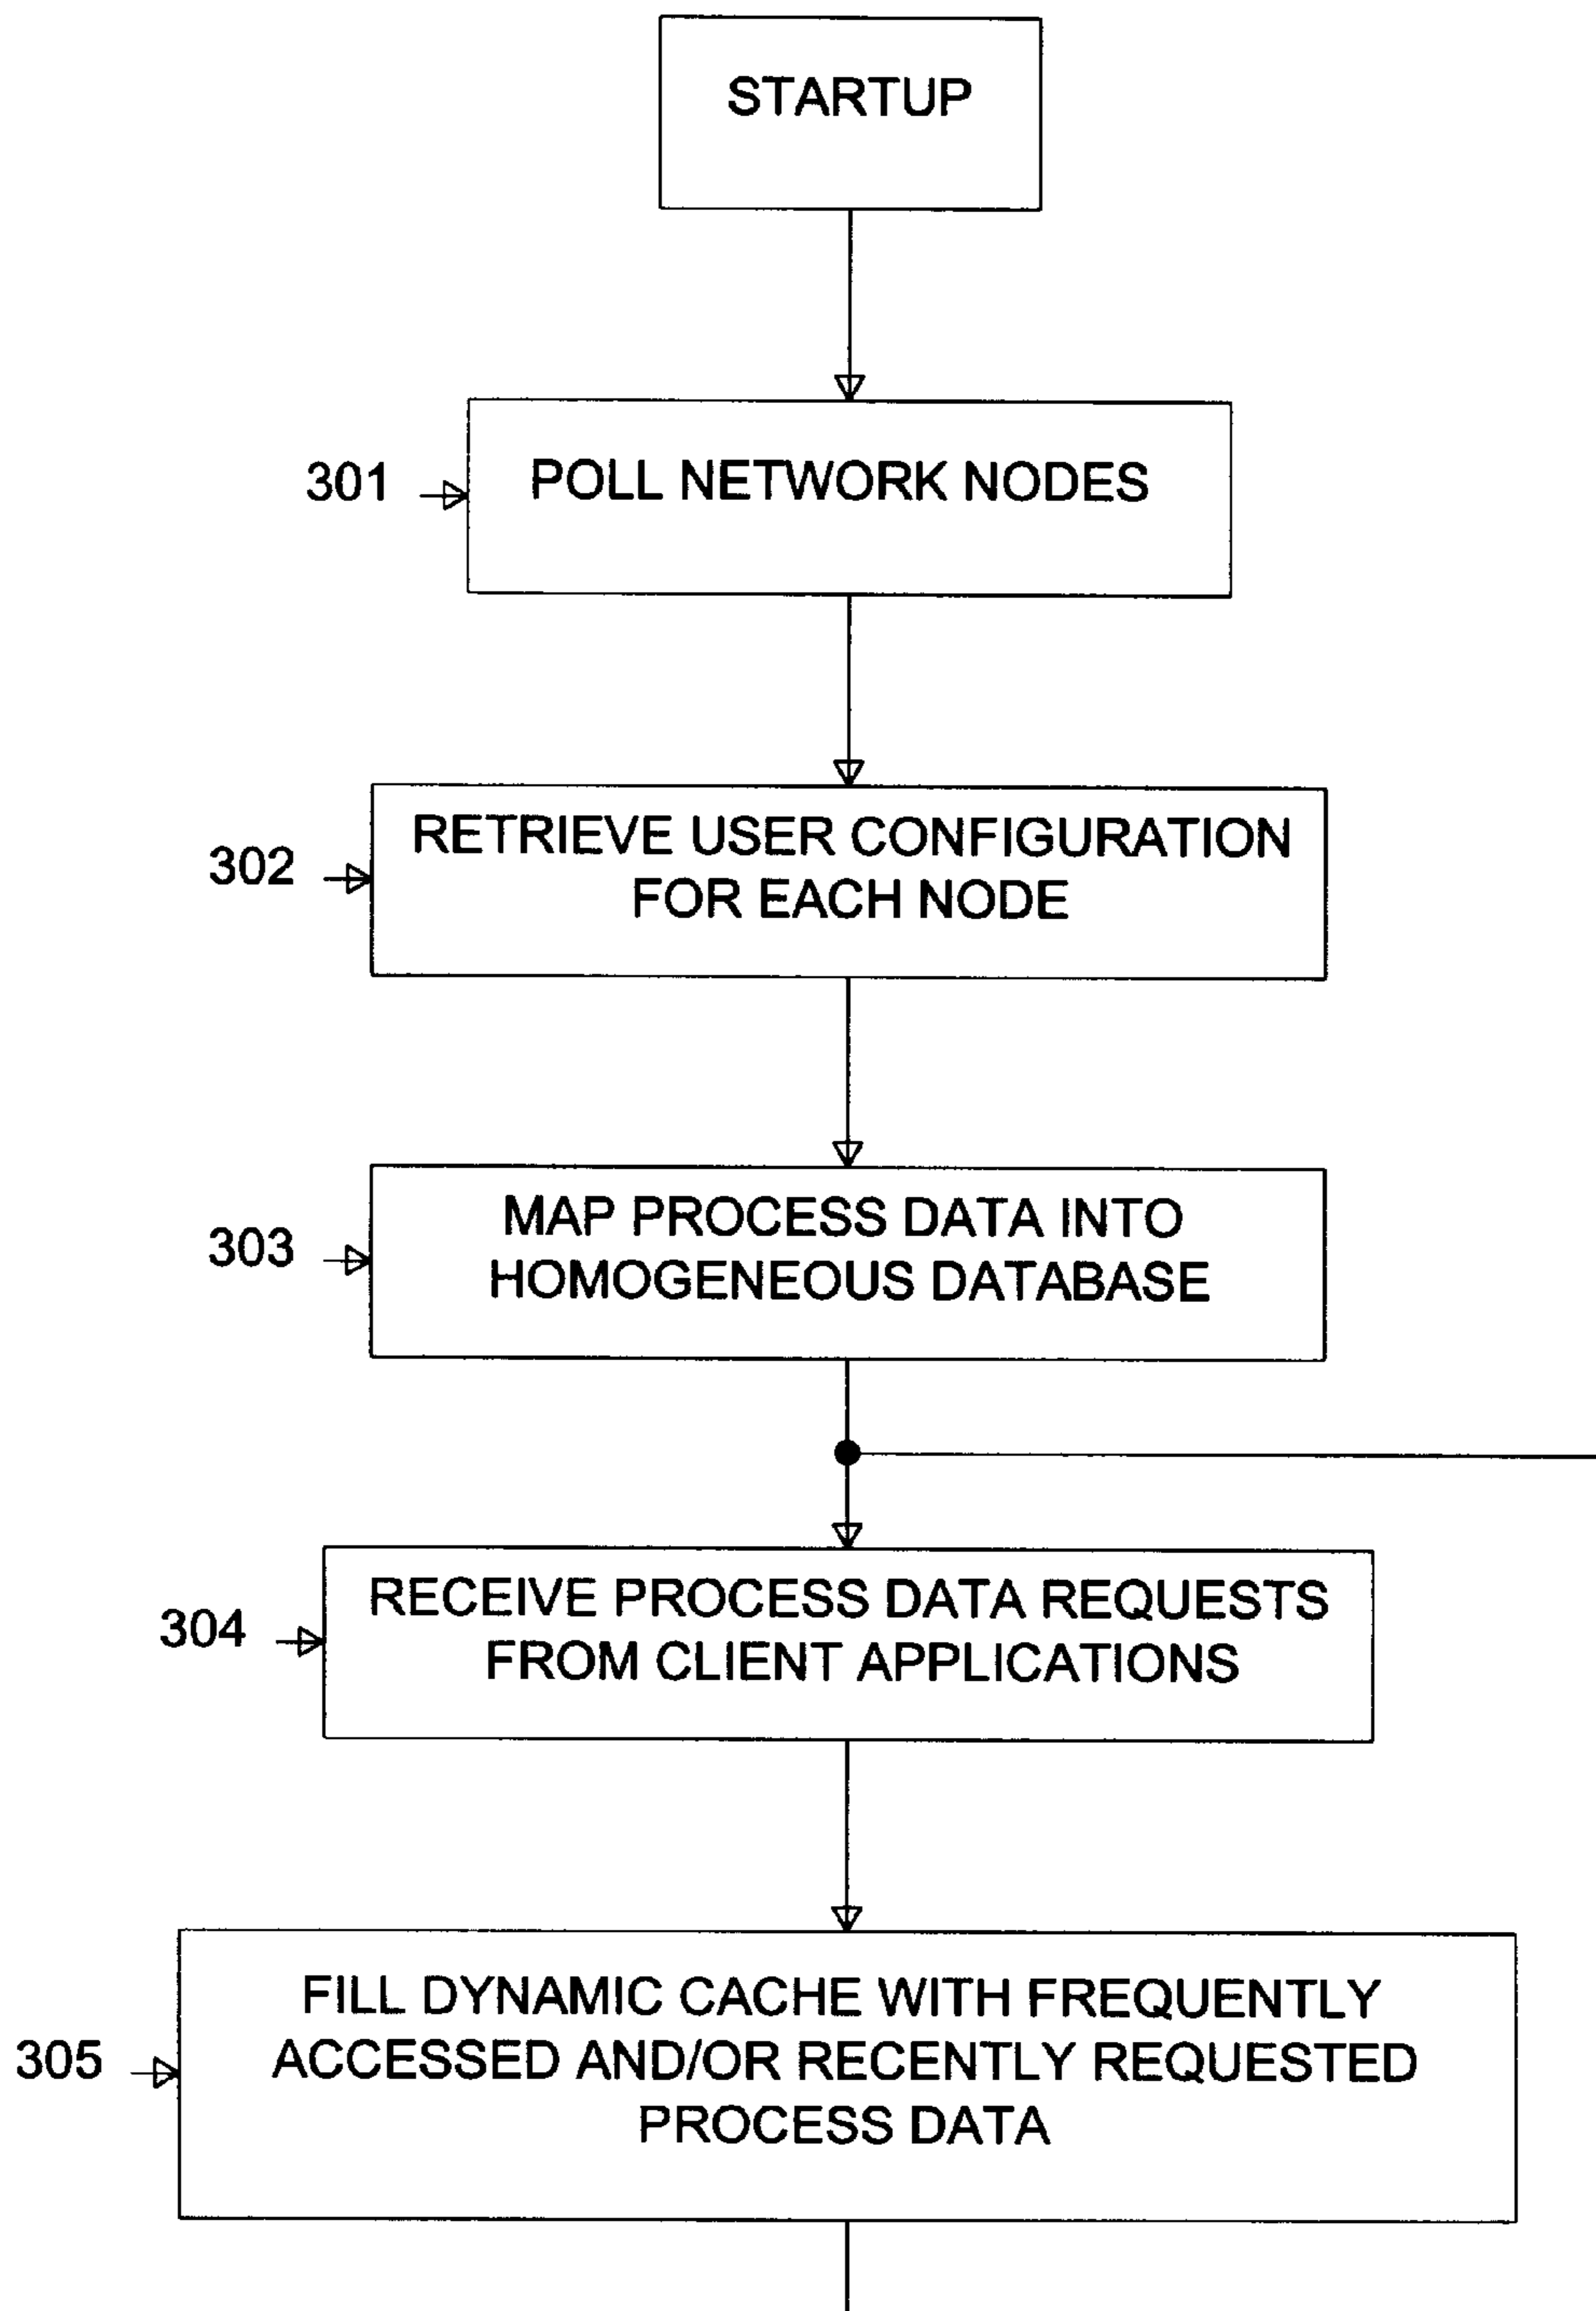 STARTUP
301
POLL NETWORK NODES
302
RETRIEVE USER CONFIGURATION
FOR EACH NODE
303
MAP PROCESS DATA INTO
HOMOGENEOUS DATABASE
304
RECEIVE PROCESS DATA REQUESTS
FROM CLIENT APPLICATIONS
305
FILL DYNAMIC CACHE WITH FREQUENTLY
ACCESSED AND/OR RECENTLY REQUESTED
PROCESS DATA